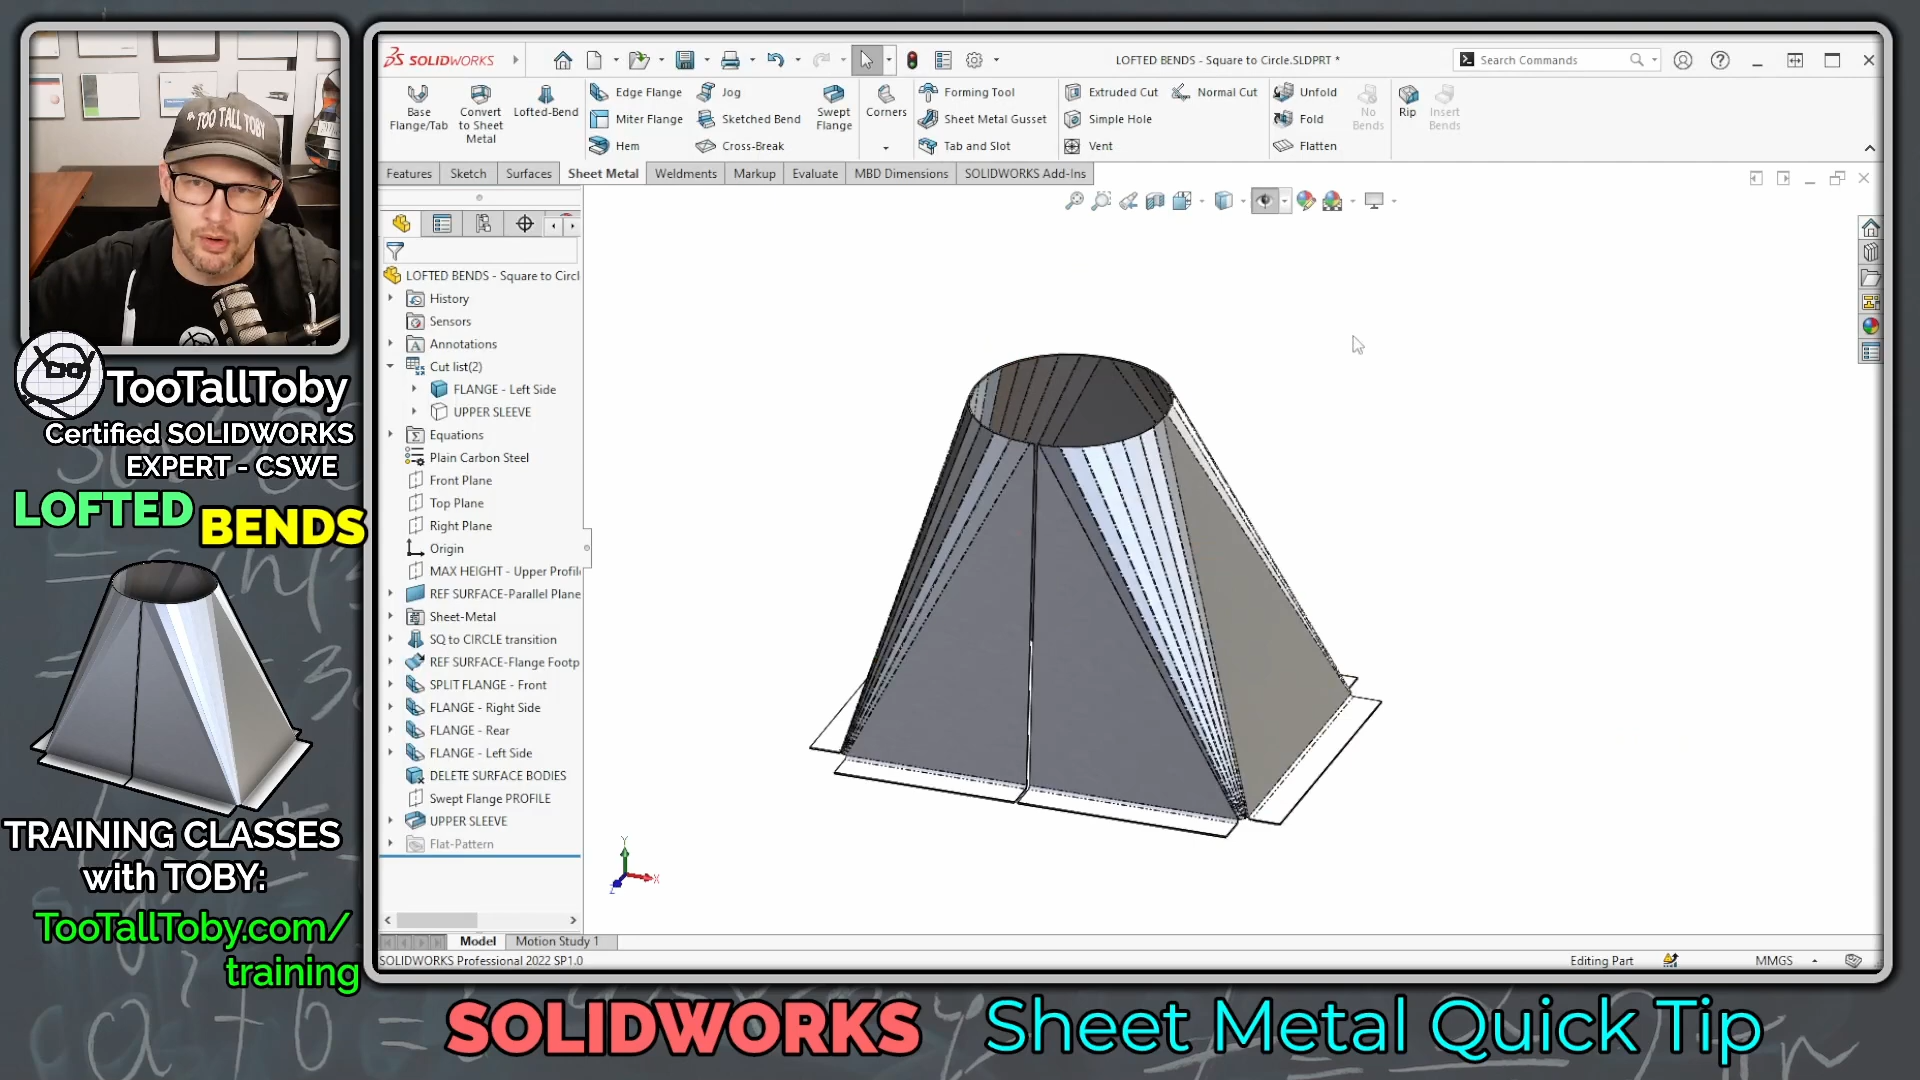 TOO TALL TOBY
TooTallToby
Certified SOLIDWORKS
EXPERT - CSWE
LOFTED BENDS
TRAINING CLASSES
with TOBY:
TooTallToby.com/
training
SOLIDWORKS
LOFTED BENDS - Square to Circle.SLDPRT *
Search Commands
Base Flange/Tab
Convert to Sheet Metal
Lofted-Bend
Edge Flange
Miter Flange
Hem
Jog
Sketched Bend
Cross-Break
Swept Flange
Corners
Forming Tool
Sheet Metal Gusset
Tab and Slot
Extruded Cut
Simple Hole
Vent
Normal Cut
Unfold
Fold
Flatten
No Bends
Rip
Insert Bends
Features
Sketch
Surfaces
Sheet Metal
Weldments
Markup
Evaluate
MBD Dimensions
SOLIDWORKS Add-Ins
LOFTED BENDS - Square to Circl
History
Sensors
Annotations
Cut list(2)
FLANGE - Left Side
UPPER SLEEVE
Equations
Plain Carbon Steel
Front Plane
Top Plane
Right Plane
Origin
MAX HEIGHT - Upper Profil
REF SURFACE-Parallel Plane
Sheet-Metal
SQ to CIRCLE transition
REF SURFACE-Flange Footp
SPLIT FLANGE - Front
FLANGE - Right Side
FLANGE - Rear
FLANGE - Left Side
DELETE SURFACE BODIES
Swept Flange PROFILE
UPPER SLEEVE
Flat-Pattern
Y
X
Z
Model
Motion Study 1
SOLIDWORKS Professional 2022 SP1.0
Editing Part
MMGS
SOLIDWORKS Sheet Metal Quick Tip